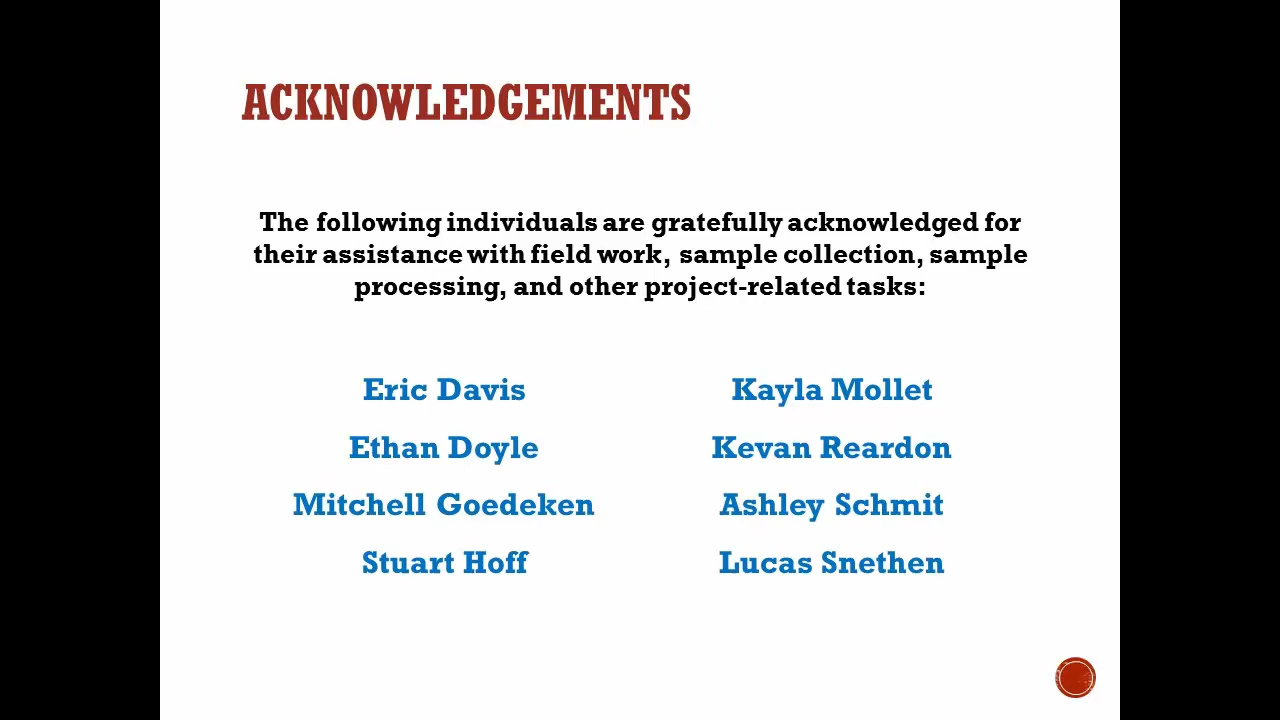 ACKNOWLEDGEMENTS
The following individuals are gratefully acknowledged for
their assistance with field work, sample collection, sample
processing, and other project-related tasks:
Eric Davis
Ethan Doyle
Mitchell Goedeken
Stuart Hoff
Kayla Mollet
Kevan Reardon
Ashley Schmit
Lucas Snethen